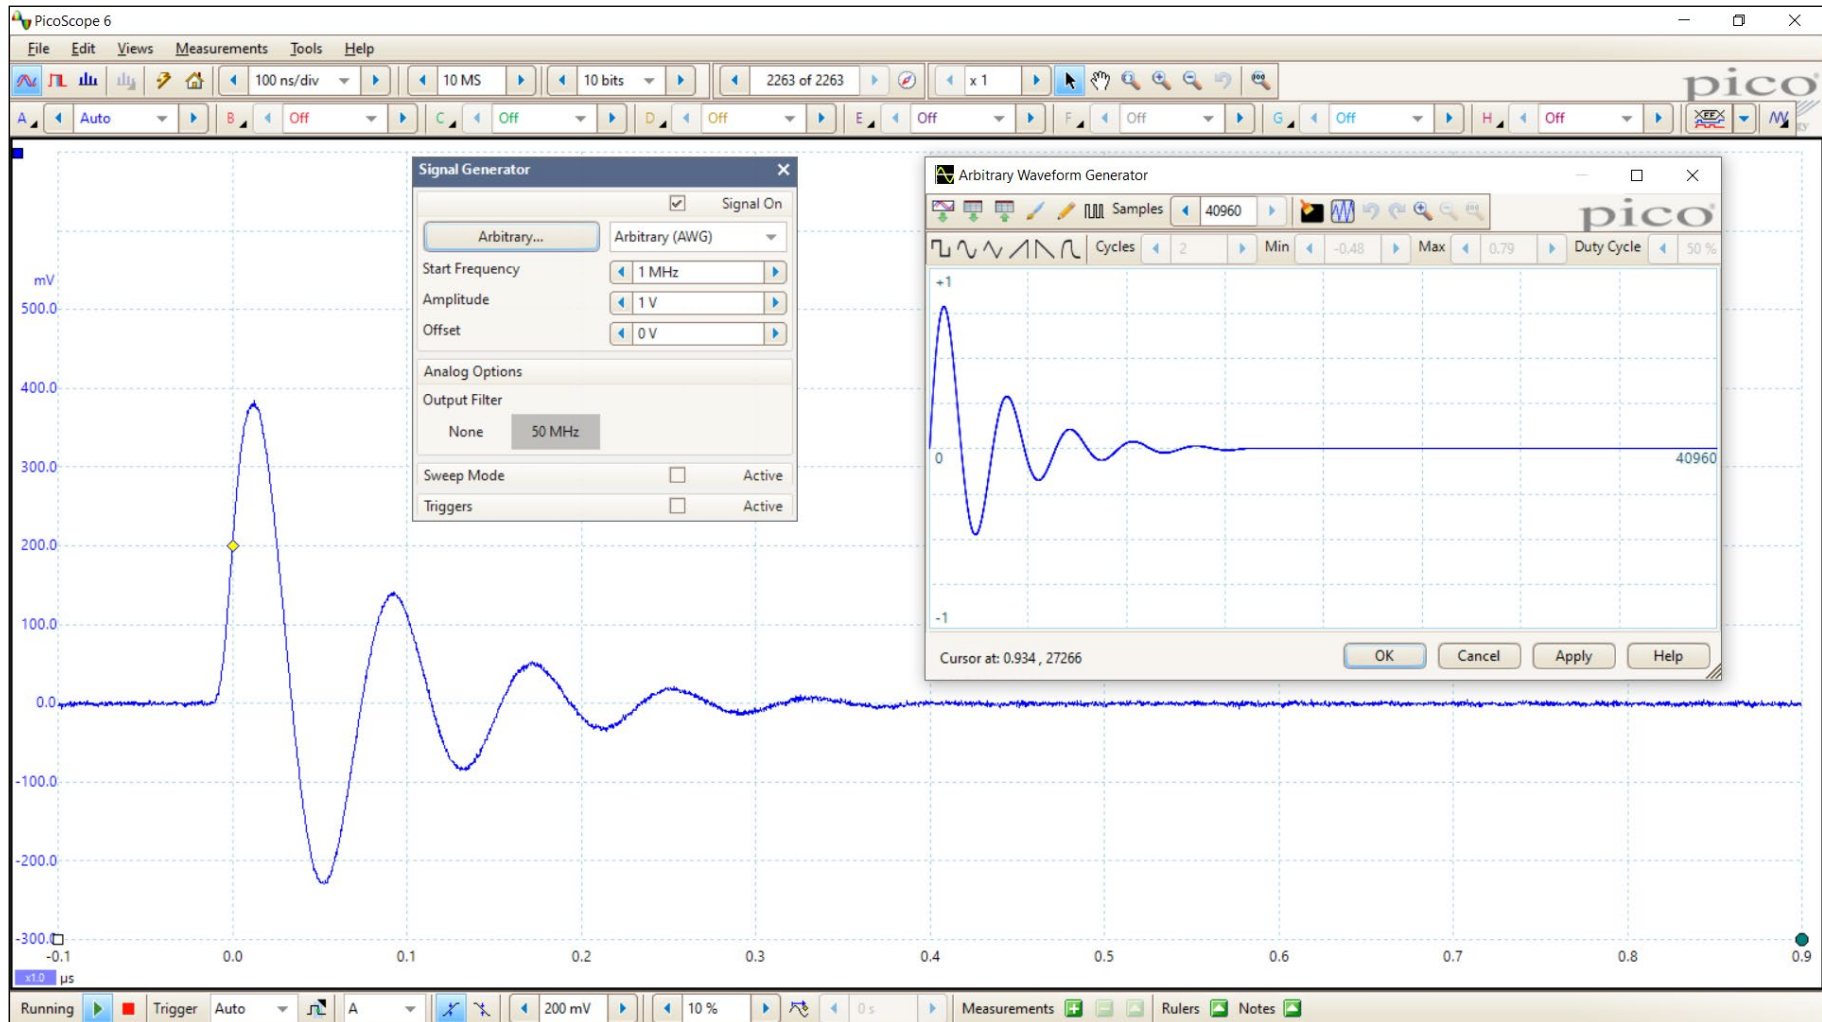 PicoScope 6
File Edit Views Measurements Tools Help
100 ns/div 10 MS 10 bits 2263 of 2263 x 1
pico
A Auto B Off C Off D Off E Off F Off G Off H Off
Signal Generator
Signal On
Arbitrary... Arbitrary (AWG)
Start Frequency 1 MHz
Amplitude 1 V
Offset 0 V
Analog Options
Output Filter
None 50 MHz
Sweep Mode Active
Triggers Active
Arbitrary Waveform Generator
Samples 40960
pico
Cycles 2 Min -0.48 Max 0.79 Duty Cycle 50 %
+1
0 40960
-1
Cursor at: 0.934 , 27266 OK Cancel Apply Help
mV
500.0
400.0
300.0
200.0
100.0
0.0
-100.0
-200.0
-300.0
-0.1 0.0 0.1 0.2 0.3 0.4 0.5 0.6 0.7 0.8 0.9
x1.0 µs
Running Trigger Auto A 200 mV 10 % 0 s Measurements Rulers Notes